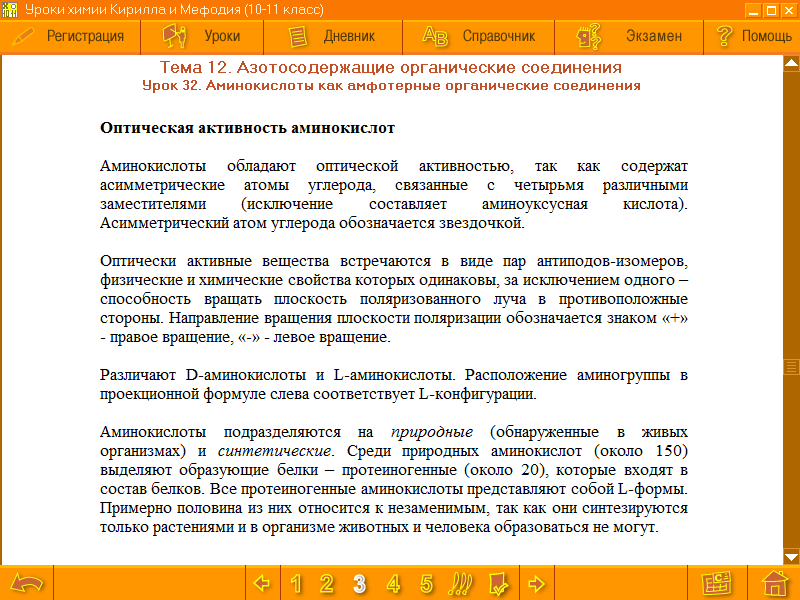 Уроки химии Кирилла и Мефодия (10-11 класс)
Регистрация Уроки Дневник АБ Справочник Экзамен Помощь
Тема 12. Азотосодержащие органические соединения
Урок 32. Аминокислоты как амфотерные органические соединения
Оптическая активность аминокислот
Аминокислоты обладают оптической активностью, так как содержат
асимметрические атомы углерода, связанные с четырьмя различными
заместителями (исключение составляет аминоуксусная кислота).
Асимметрический атом углерода обозначается звездочкой.
Оптически активные вещества встречаются в виде пар антиподов-изомеров,
физические и химические свойства которых одинаковы, за исключением одного –
способность вращать плоскость поляризованного луча в противоположные
стороны. Направление вращения плоскости поляризации обозначается знаком «+»
- правое вращение, «-» - левое вращение.
Различают D-аминокислоты и L-аминокислоты. Расположение аминогруппы в
проекционной формуле слева соответствует L-конфигурации.
Аминокислоты подразделяются на природные (обнаруженные в живых
организмах) и синтетические. Среди природных аминокислот (около 150)
выделяют образующие белки – протеиногенные (около 20), которые входят в
состав белков. Все протеиногенные аминокислоты представляют собой L-формы.
Примерно половина из них относится к незаменимым, так как они синтезируются
только растениями и в организме животных и человека образоваться не могут.
1 2 3 4 5